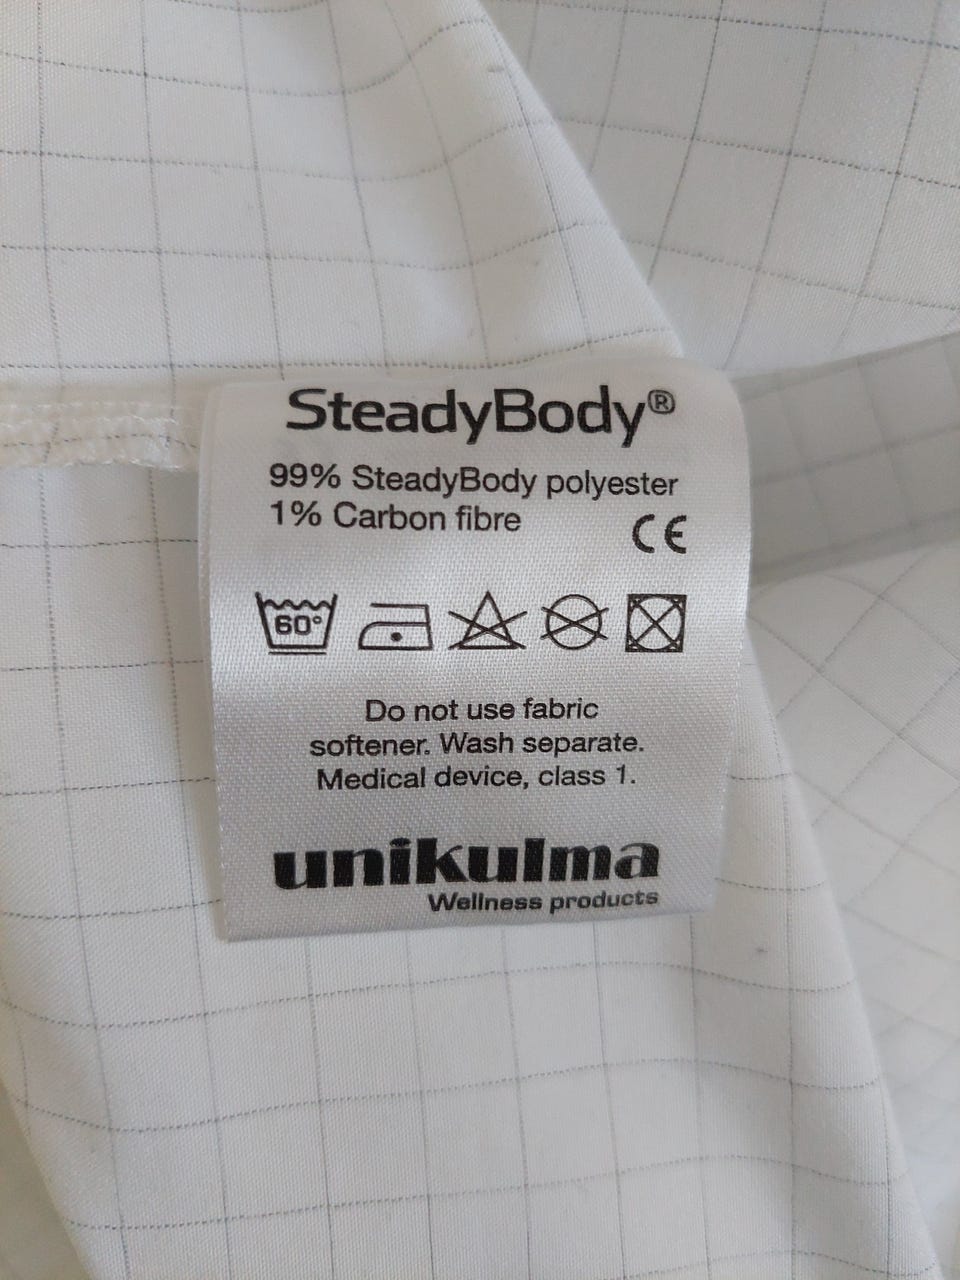 SteadyBody®
99% SteadyBody polyester
1% Carbon fibre
CE
60°
Do not use fabric
softener. Wash separate.
Medical device, class 1.
unikulma
Wellness products